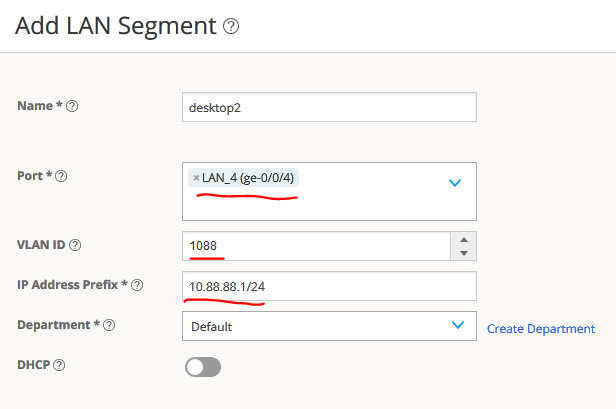 Add LAN Segment ?
Name * ?
desktop2
Port * ?
× LAN_4 (ge-0/0/4)
VLAN ID ?
1088
IP Address Prefix * ?
10.88.88.1/24
Department * ?
Default
Create Department
DHCP ?